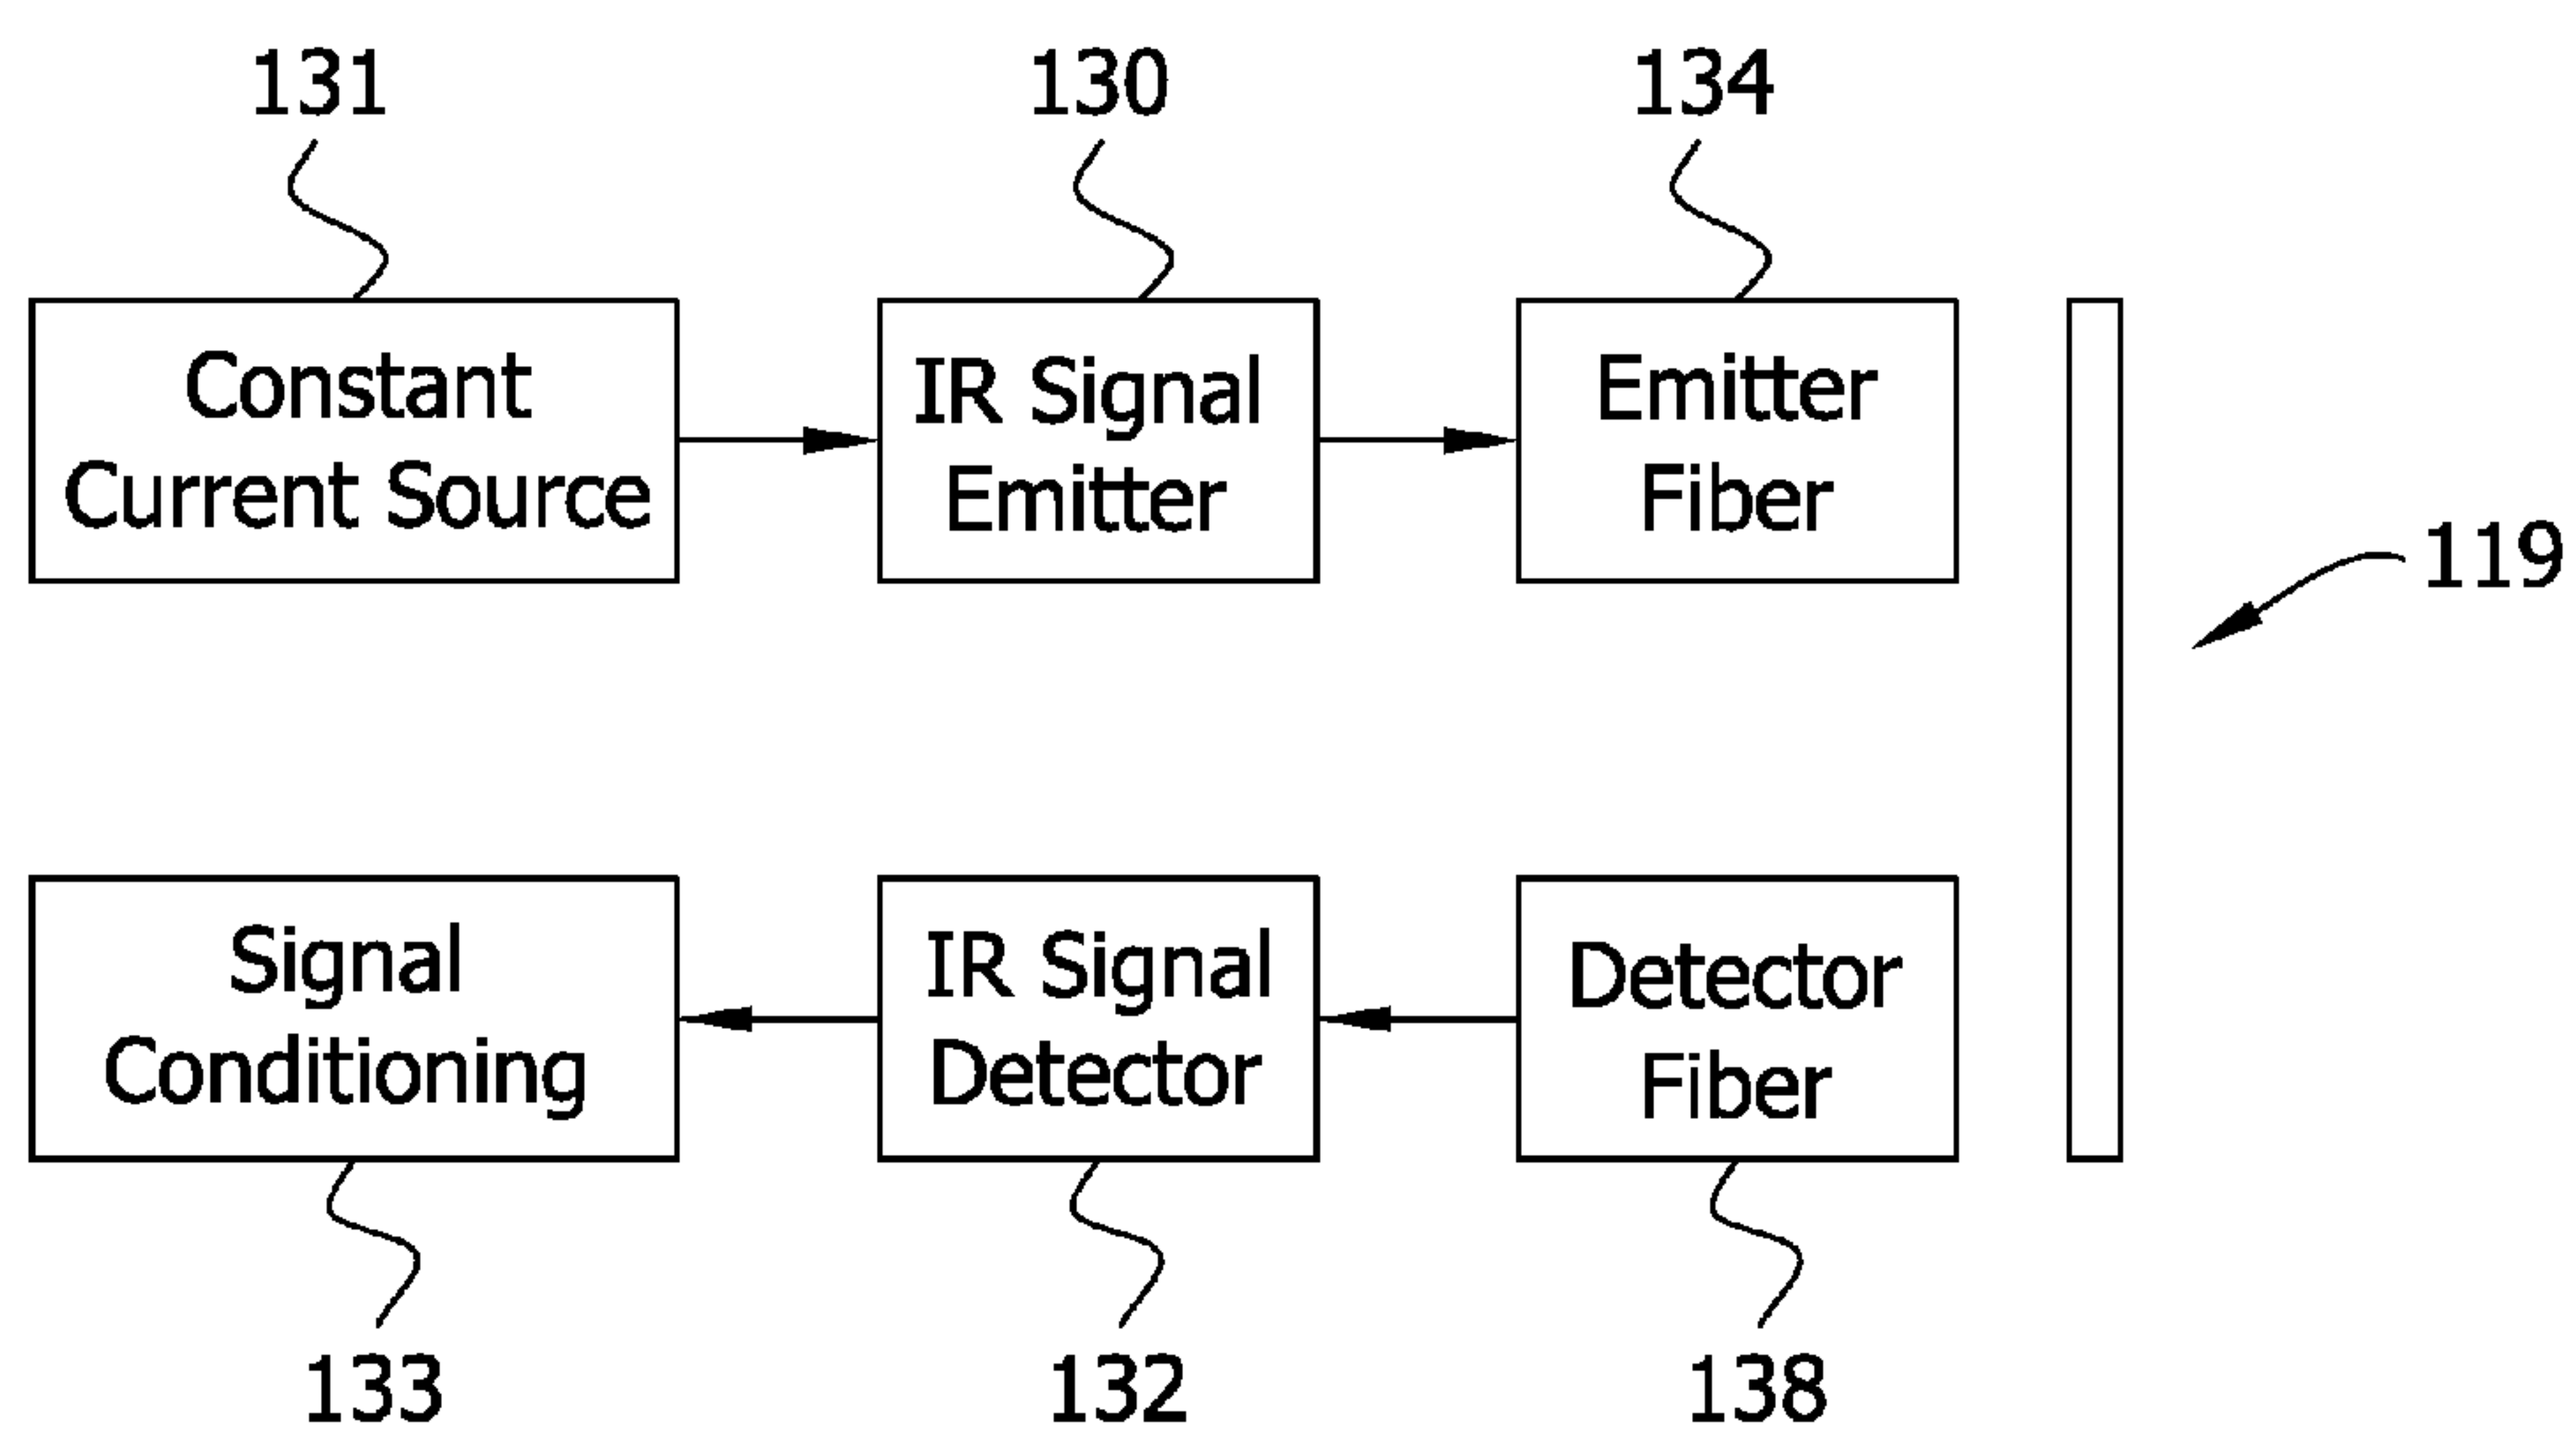 131
130
134
Constant
Current Source
IR Signal
Emitter
Emitter
Fiber
119
Signal
Conditioning
IR Signal
Detector
Detector
Fiber
133
132
138